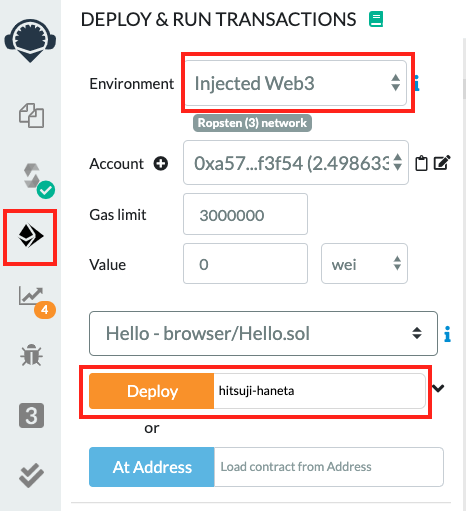 DEPLOY & RUN TRANSACTIONS
Environment
Injected Web3
i
Ropsten (3) network
Account
0xa57...f3f54 (2.498633
Gas limit
3000000
Value
0
wei
4
Hello - browser/Hello.sol
i
Deploy
hitsuji-haneta
or
3
At Address
Load contract from Address